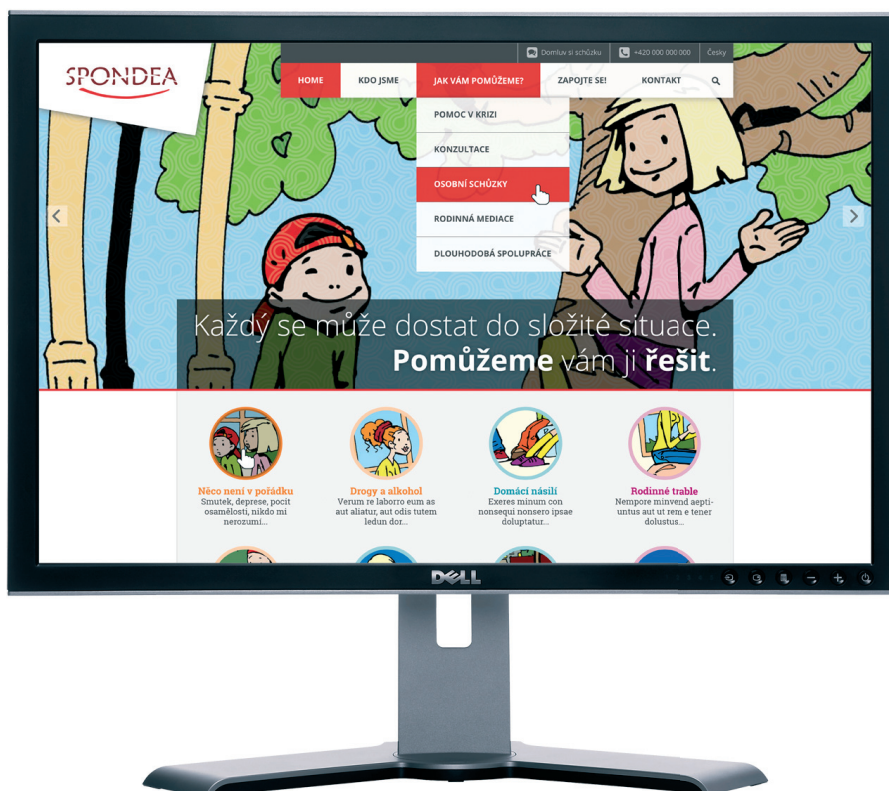 SPONDEA
Domluv si schůzku
+420 000 000 000
Česky
HOME
KDO JSME
JAK VÁM POMŮŽEME?
ZAPOJTE SE!
KONTAKT
POMOC V KRIZI
KONZULTACE
OSOBNÍ SCHŮZKY
RODINNÁ MEDIACE
DLOUHODOBÁ SPOLUPRÁCE
Každý se může dostat do složité situace.
Pomůžeme vám ji řešit.
Něco není v pořádku
Smutek, deprese, pocit
osamělosti, nikdo mi
nerozumí...
Drogy a alkohol
Verum re laborro eum as
aut aliatur, aut odis tutem
ledun dor...
Domácí násilí
Exeres minum con
nonsequi nonsero ipsae
doluptatur...
Rodinné trable
Nempore minvend aepti-
untus aut ut rem e tener
dolustus...
DELL